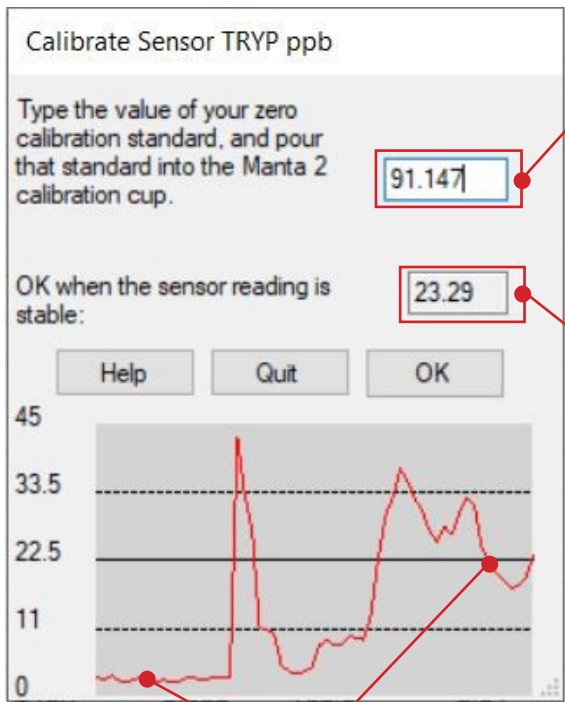 Calibrate Sensor TRYP ppb
Type the value of your zero
calibration standard, and pour
that standard into the Manta 2
calibration cup.
91.147
OK when the sensor reading is
stable:
23.29
Help Quit OK
45
33.5
22.5
11
0